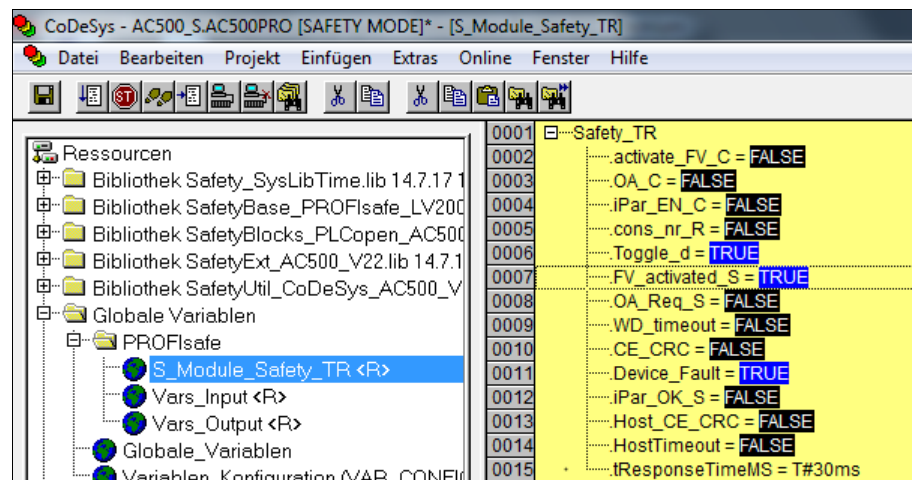 CoDeSys - AC500_S.AC500PRO [SAFETY MODE]* - [S_Module_Safety_TR]
Datei Bearbeiten Projekt Einfügen Extras Online Fenster Hilfe
ST
Ressourcen
Bibliothek Safety_SysLibTime.lib 14.7.17 1
Bibliothek SafetyBase_PROFIsafe_LV200
Bibliothek SafetyBlocks_PLCopen_AC500
Bibliothek SafetyExt_AC500_V22.lib 14.7.1
Bibliothek SafetyUtil_CoDeSys_AC500_V
Globale Variablen
PROFIsafe
S_Module_Safety_TR <R>
Vars_Input <R>
Vars_Output <R>
Globale_Variablen
Variablen_Konfiguration (VAR_CONFIG
0001 Safety_TR
0002 .activate_FV_C = FALSE
0003 .OA_C = FALSE
0004 .iPar_EN_C = FALSE
0005 .cons_nr_R = FALSE
0006 .Toggle_d = TRUE
0007 .FV_activated_S = TRUE
0008 .OA_Req_S = FALSE
0009 .WD_timeout = FALSE
0010 .CE_CRC = FALSE
0011 .Device_Fault = TRUE
0012 .iPar_OK_S = FALSE
0013 .Host_CE_CRC = FALSE
0014 .HostTimeout = FALSE
0015 .tResponseTimeMS = T#30ms